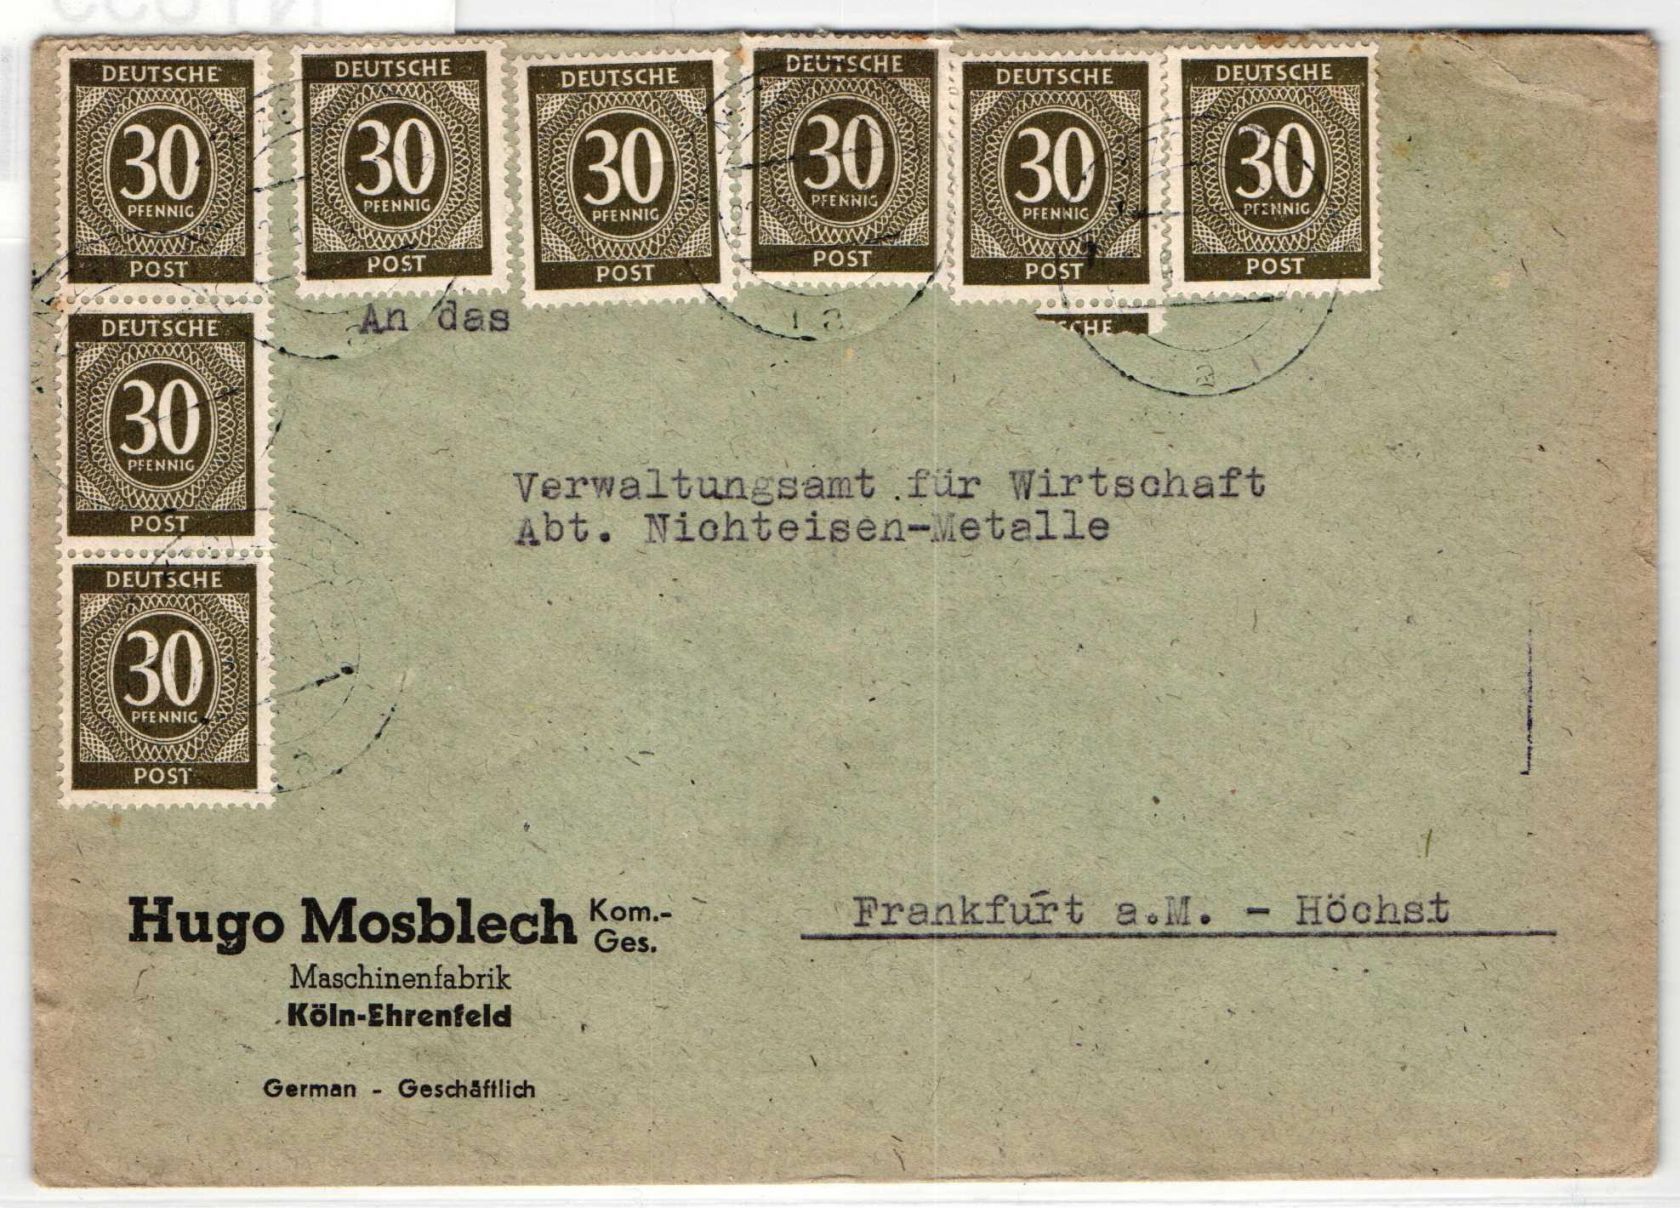 DEUTSCHE
30
PFENNIG
POST
DEUTSCHE
30
PFENNIG
POST
DEUTSCHE
30
PFENNIG
POST
DEUTSCHE
30
PFENNIG
POST
DEUTSCHE
30
PFENNIG
POST
DEUTSCHE
30
PFENNIG
POST
DEUTSCHE
30
PFENNIG
POST
DEUTSCHE
30
PFENNIG
POST
An das
Verwaltungsamt für Wirtschaft
Abt. Nichteisen-Metalle
Frankfurt a.M. - Höchst
Hugo Mosblech Kom.-
Ges.
Maschinenfabrik
Köln-Ehrenfeld
German - Geschäftlich